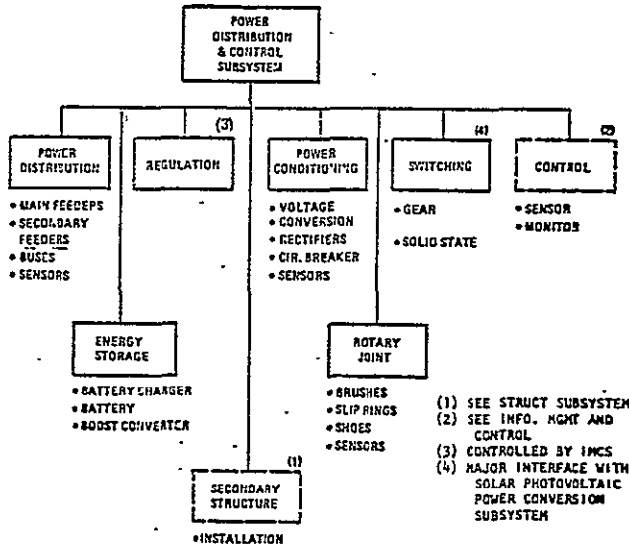 POWER
DISTRIBUTION
& CONTROL
SUBSYSTEM
POWER
DISTRIBUTION
• MAIN FEEDERS
• SECONDARY
FEEDERS
• BUSES
• SENSORS
(3)
REGULATION
POWER
CONDITIONING
• VOLTAGE
• CONVERSION
• RECTIFIERS
• CIR. BREAKER
• SENSORS
(4)
SWITCHING
• GEAR
• SOLID STATE
(2)
CONTROL
• SENSOR
• MONITOR
ENERGY
STORAGE
• BATTERY CHARGER
• BATTERY
• BOOST CONVERTER
ROTARY
JOINT
• BRUSHES
• SLIP RINGS
• SHOES
• SENSORS
(1)
SECONDARY
STRUCTURE
• INSTALLATION
(1) SEE STRUCT SUBSYSTEM
(2) SEE INFO. MGMT AND
CONTROL
(3) CONTROLLED BY IMCS
(4) MAJOR INTERFACE WITH
SOLAR PHOTOVOLTAIC
POWER CONVERSION
SUBSYSTEM